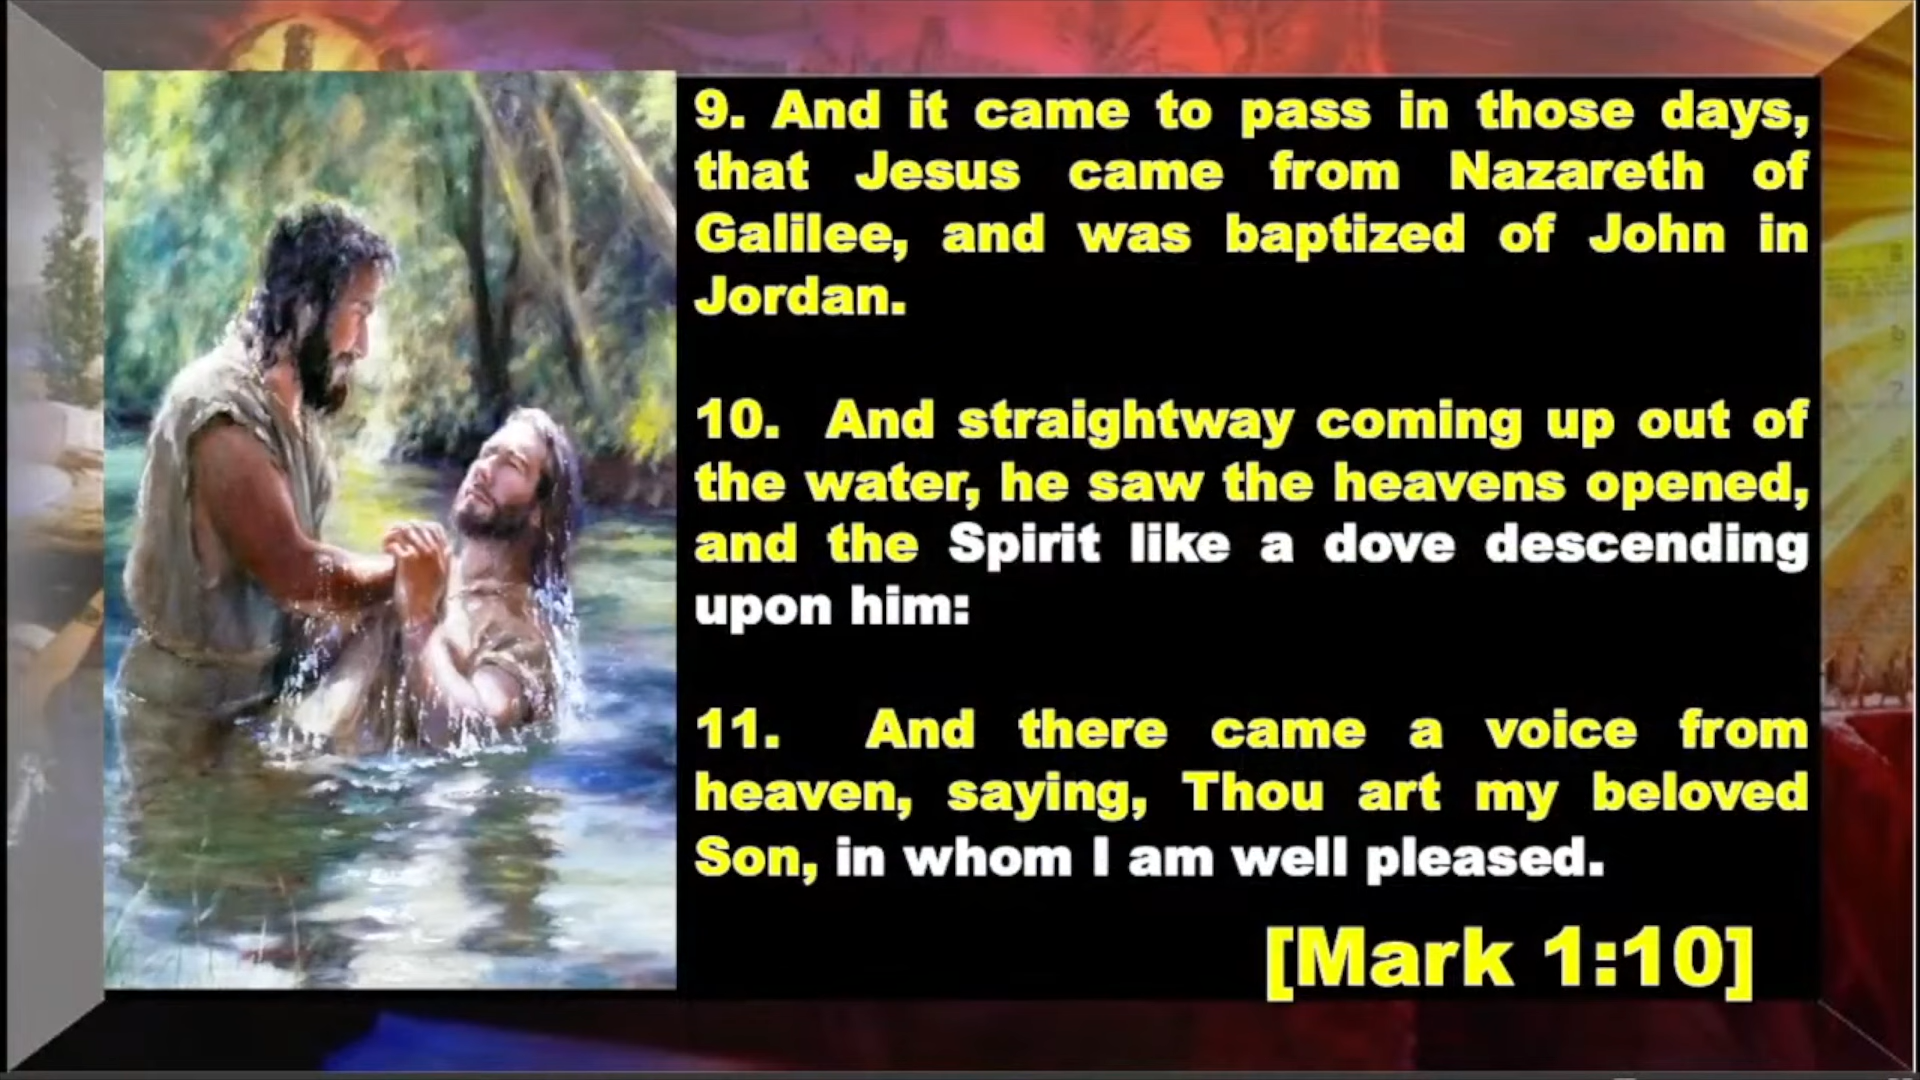 9. And it came to pass in those days,
that Jesus came from Nazareth of
Galilee, and was baptized of John in
Jordan.
10. And straightway coming up out of
the water, he saw the heavens opened,
and the Spirit like a dove descending
upon him:
11. And there came a voice from
heaven, saying, Thou art my beloved
Son, in whom I am well pleased.
[Mark 1:10]